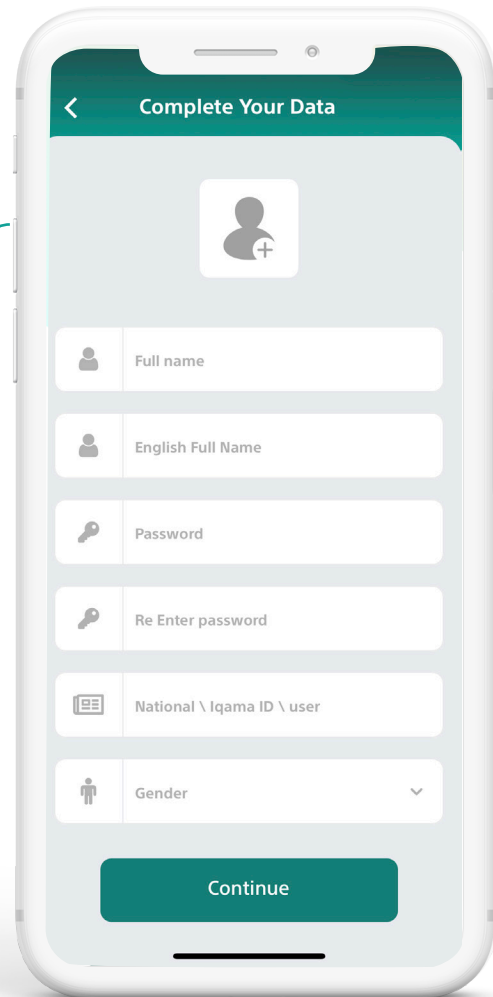 Complete Your Data
Full name
English Full Name
Password
Re Enter password
National \ Iqama ID \ user
Gender
Continue